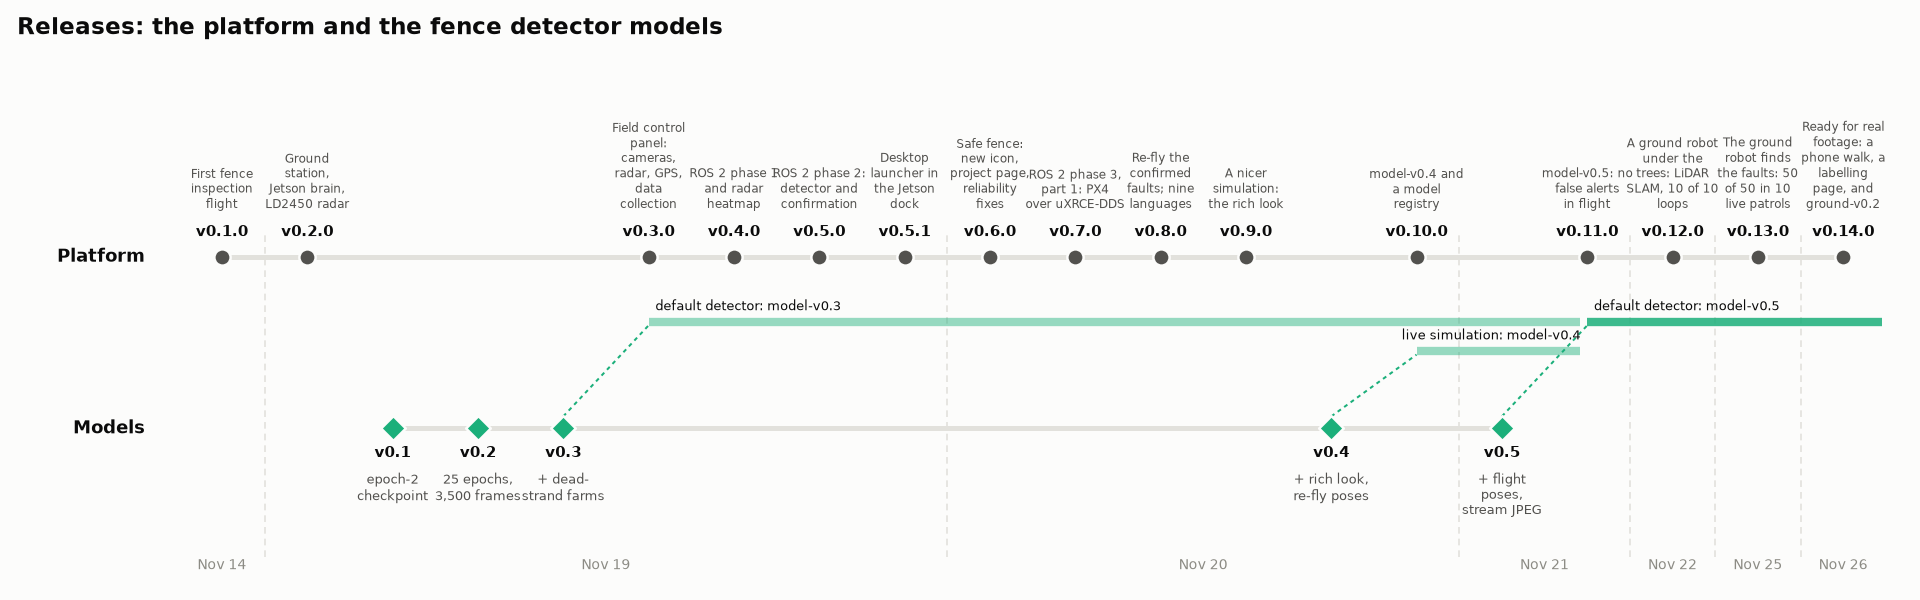 Releases: the platform and the fence detector models
First fence
inspection
flight
Ground
station,
Jetson brain,
LD2450 radar
Field control
panel:
cameras,
radar, GPS,
data
collection
ROS 2 phase 1
and radar
heatmap
ROS 2 phase 2:
detector and
confirmation
Desktop
launcher in
the Jetson
dock
Safe fence:
new icon,
project page,
reliability
fixes
ROS 2 phase 3,
part 1: PX4
over uXRCE-DDS
Re-fly the
confirmed
faults; nine
languages
A nicer
simulation:
the rich look
model-v0.4 and
a model
registry
model-v0.5: no
false alerts
in flight
A ground robot
under the
trees: LiDAR
SLAM, 10 of 10
loops
The ground
robot finds
the faults: 50
of 50 in 10
live patrols
Ready for real
footage: a
phone walk, a
labelling
page, and
ground-v0.2
v0.1.0
v0.2.0
v0.3.0
v0.4.0
v0.5.0
v0.5.1
v0.6.0
v0.7.0
v0.8.0
v0.9.0
v0.10.0
v0.11.0
v0.12.0
v0.13.0
v0.14.0
Platform
default detector: model-v0.3
default detector: model-v0.5
live simulation: model-v0.4
Models
v0.1
v0.2
v0.3
v0.4
v0.5
epoch-2
checkpoint
25 epochs,
3,500 frames
+ dead-
strand farms
+ rich look,
re-fly poses
+ flight
poses,
stream JPEG
Nov 14
Nov 19
Nov 20
Nov 21
Nov 22
Nov 25
Nov 26